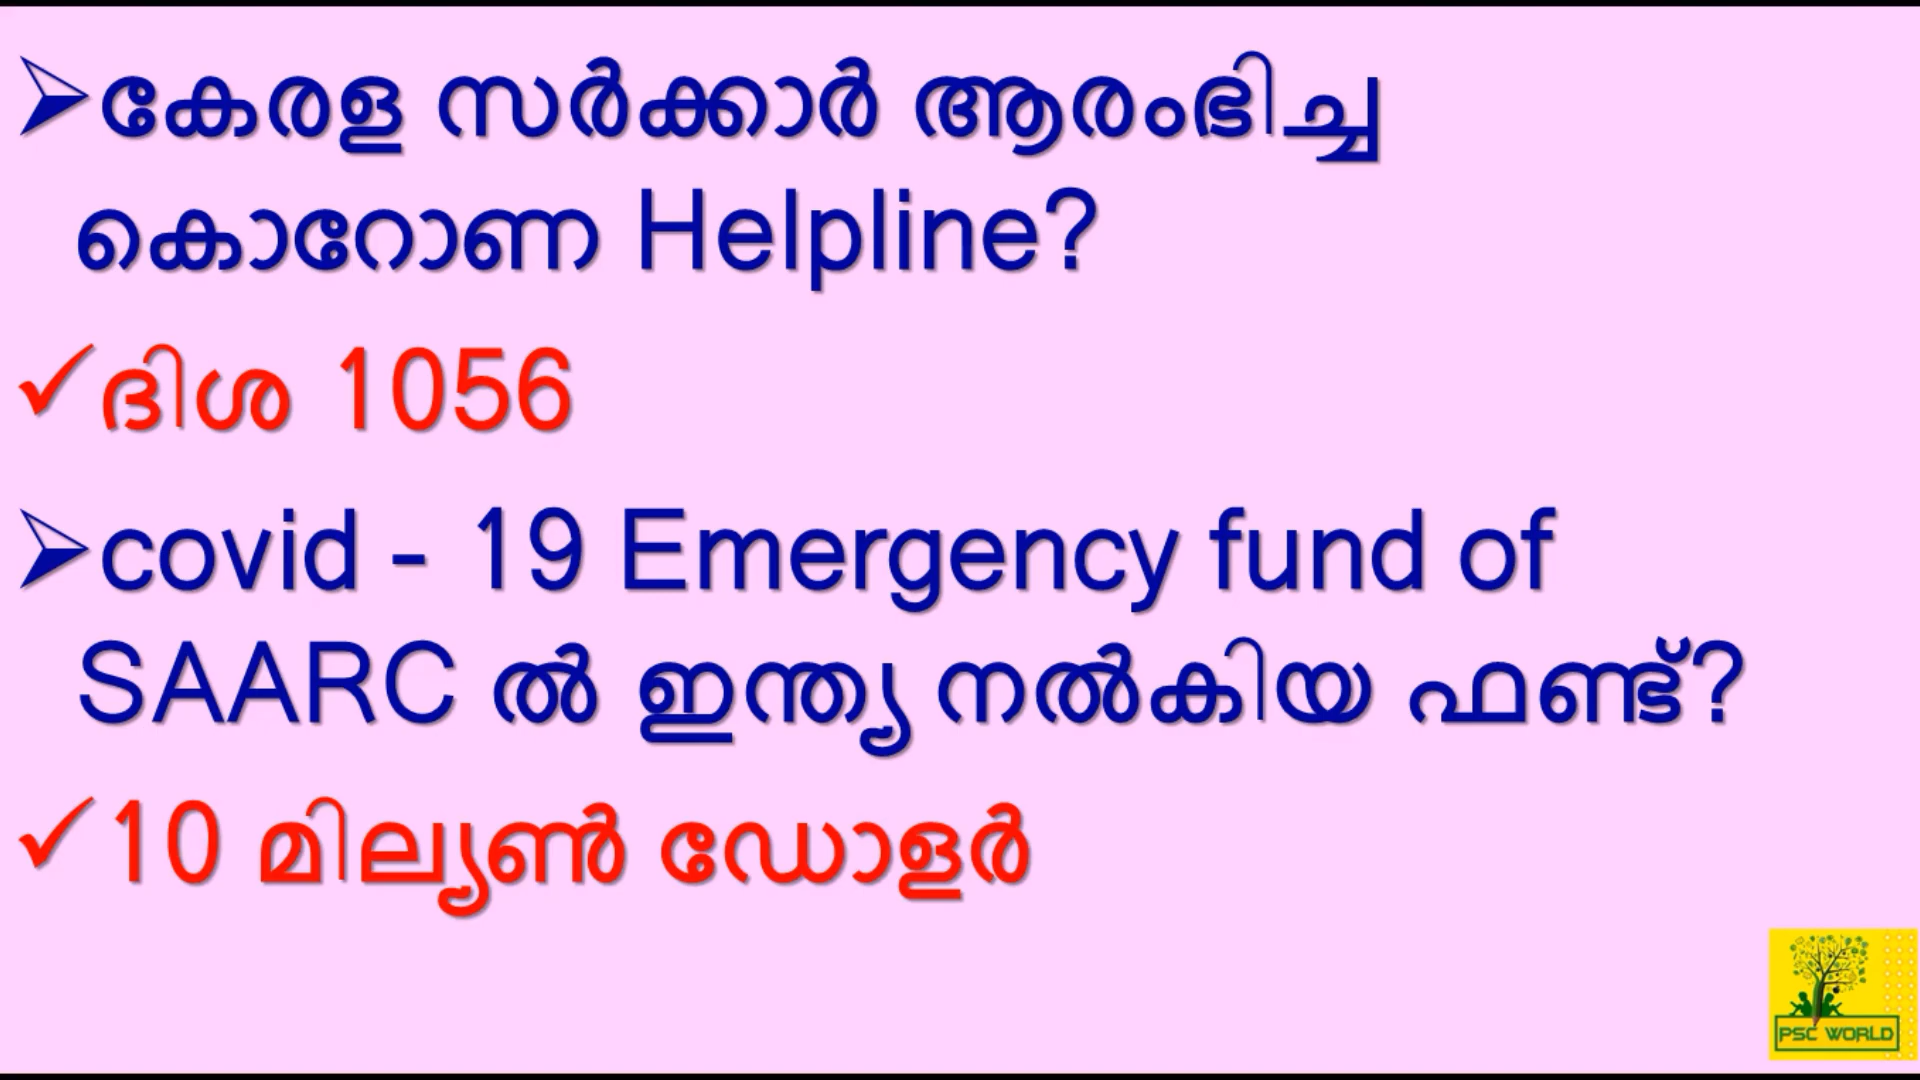 ➢കേരള സർക്കാർ ആരംഭിച്ച
കൊറോണ Helpline?
✓ദിശ 1056
➢covid - 19 Emergency fund of
SAARC ൽ ഇന്ത്യ നൽകിയ ഫണ്ട്?
✓10 മില്യൺ ഡോളർ
PSC WORLD